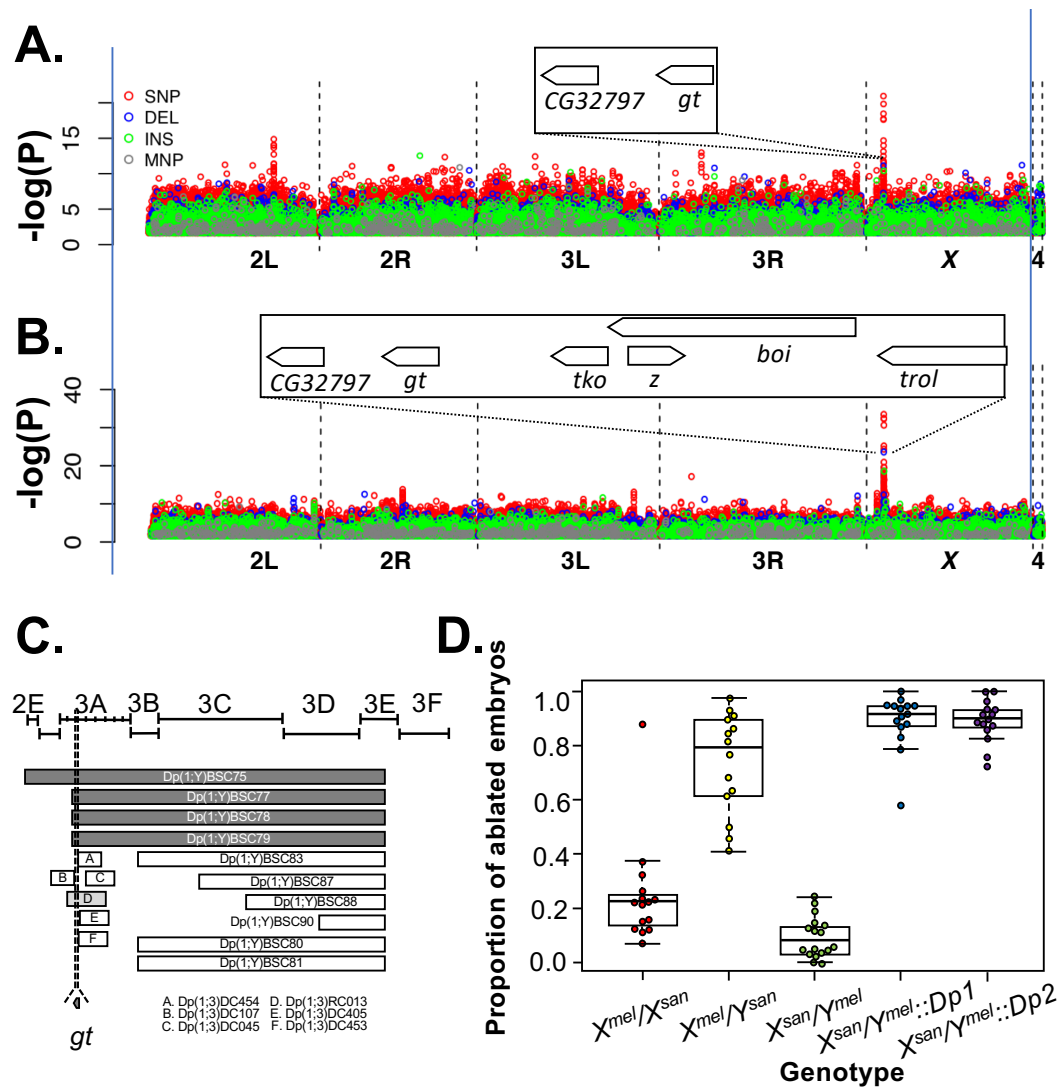 A.
-log(P)
15
5
0
SNP
DEL
INS
MNP
CG32797 gt
2L 2R 3L 3R X 4
B.
-log(P)
40
20
0
CG32797 gt tko z boi trol
2L 2R 3L 3R X 4
C.
2E 3A 3B 3C 3D 3E 3F
Dp(1;Y)BSC75
Dp(1;Y)BSC77
Dp(1;Y)BSC78
Dp(1;Y)BSC79
A Dp(1;Y)BSC83
B C Dp(1;Y)BSC87
D Dp(1;Y)BSC88
E Dp(1;Y)BSC90
F Dp(1;Y)BSC80
Dp(1;Y)BSC81
gt
A. Dp(1;3)DC454 D. Dp(1;3)RC013
B. Dp(1;3)DC107 E. Dp(1;3)DC405
C. Dp(1;3)DC045 F. Dp(1;3)DC453
D.
Proportion of ablated embryos
1.0
0.8
0.6
0.4
0.2
0.0
X^mel/X^san
X^mel/Y^san
X^san/Y^mel
X^san/Y^mel::Dp1
X^san/Y^mel::Dp2
Genotype